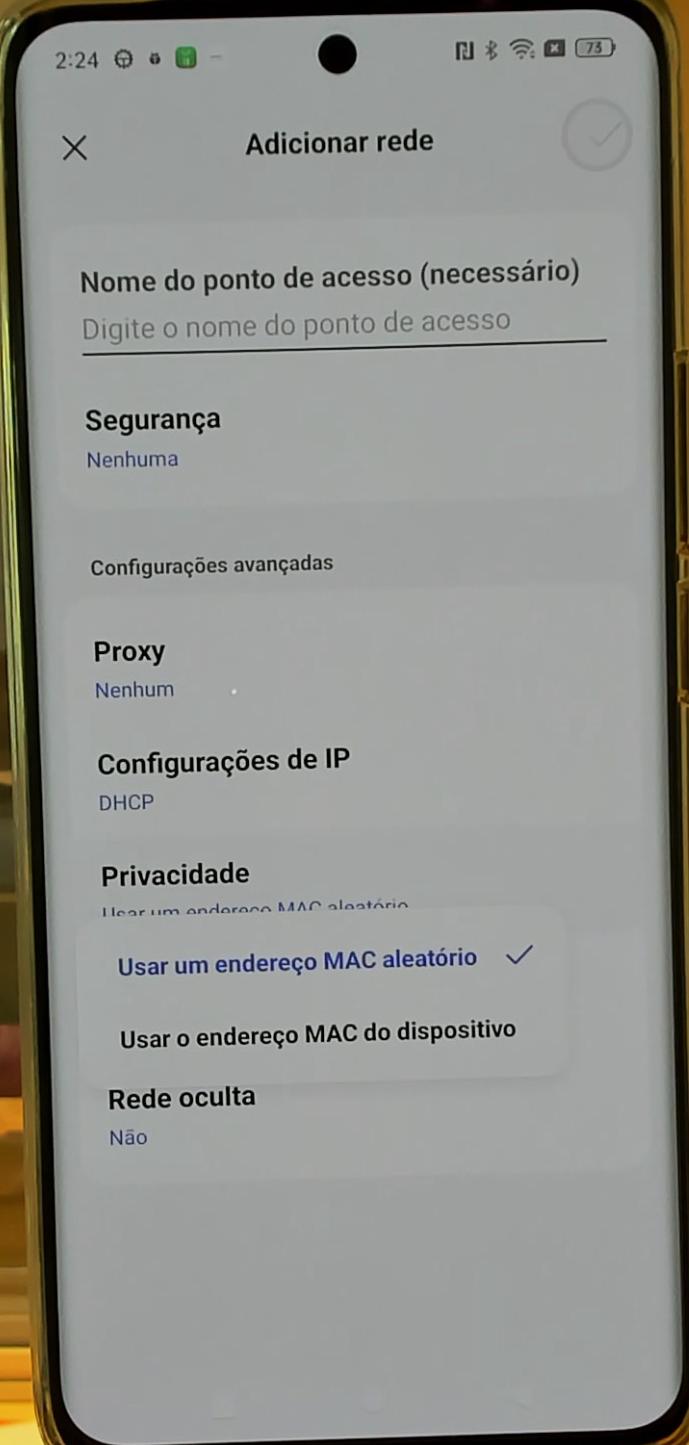 2:24
73
Adicionar rede
Nome do ponto de acesso (necessário)
Digite o nome do ponto de acesso
Segurança
Nenhuma
Configurações avançadas
Proxy
Nenhum
Configurações de IP
DHCP
Privacidade
Usar um endereço MAC aleatório
Usar um endereço MAC aleatório
Usar o endereço MAC do dispositivo
Rede oculta
Não